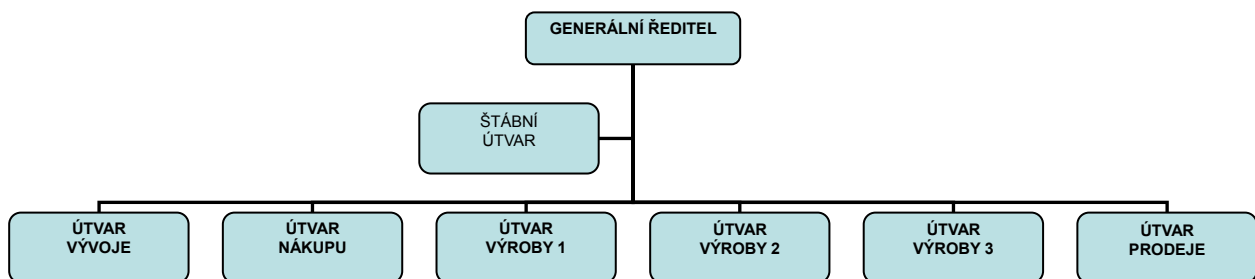 GENERÁLNÍ ŘEDITEL
ŠTÁBNÍ
ÚTVAR
ÚTVAR
VÝVOJE
ÚTVAR
NÁKUPU
ÚTVAR
VÝROBY 1
ÚTVAR
VÝROBY 2
ÚTVAR
VÝROBY 3
ÚTVAR
PRODEJE